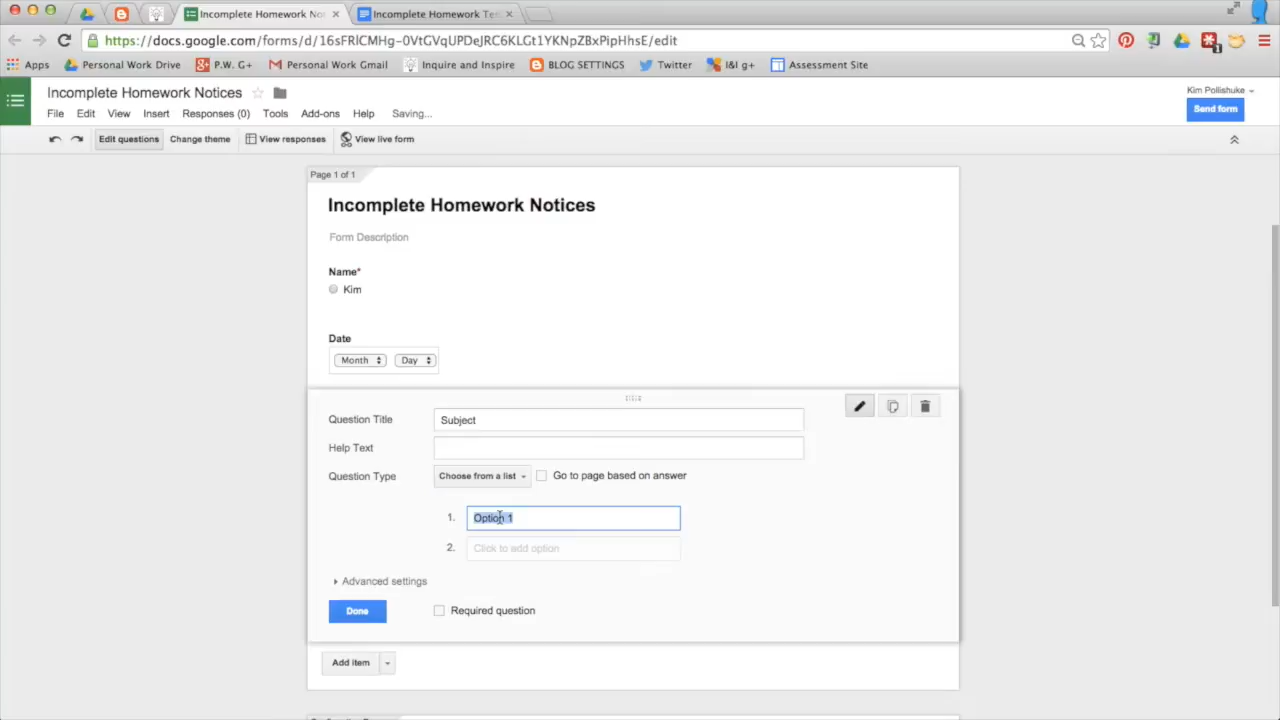 Incomplete Homework No
Incomplete Homework Tem
https://docs.google.com/forms/d/16sFRlCMHg-0VtGVqUPDeJRC6KLGt1YKNpZBxPipHhsE/edit
Apps Personal Work Drive P.W. G+ Personal Work Gmail Inquire and Inspire BLOG SETTINGS Twitter I&I g+ Assessment Site
Incomplete Homework Notices
Kim Pollishuke
File Edit View Insert Responses (0) Tools Add-ons Help Saving...
Send form
Edit questions Change theme View responses View live form
Page 1 of 1
Incomplete Homework Notices
Form Description
Name*
Kim
Date
Month Day
Question Title Subject
Help Text
Question Type Choose from a list Go to page based on answer
1. Option 1
2. Click to add option
Advanced settings
Done Required question
Add item